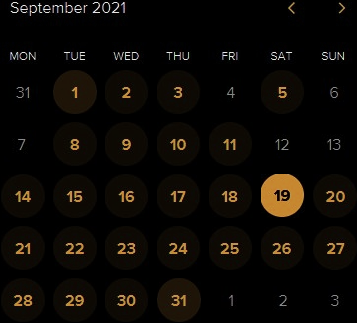 September 2021
MON TUE WED THU FRI SAT SUN
31 1 2 3 4 5 6
7 8 9 10 11 12 13
14 15 16 17 18 19 20
21 22 23 24 25 26 27
28 29 30 31 1 2 3